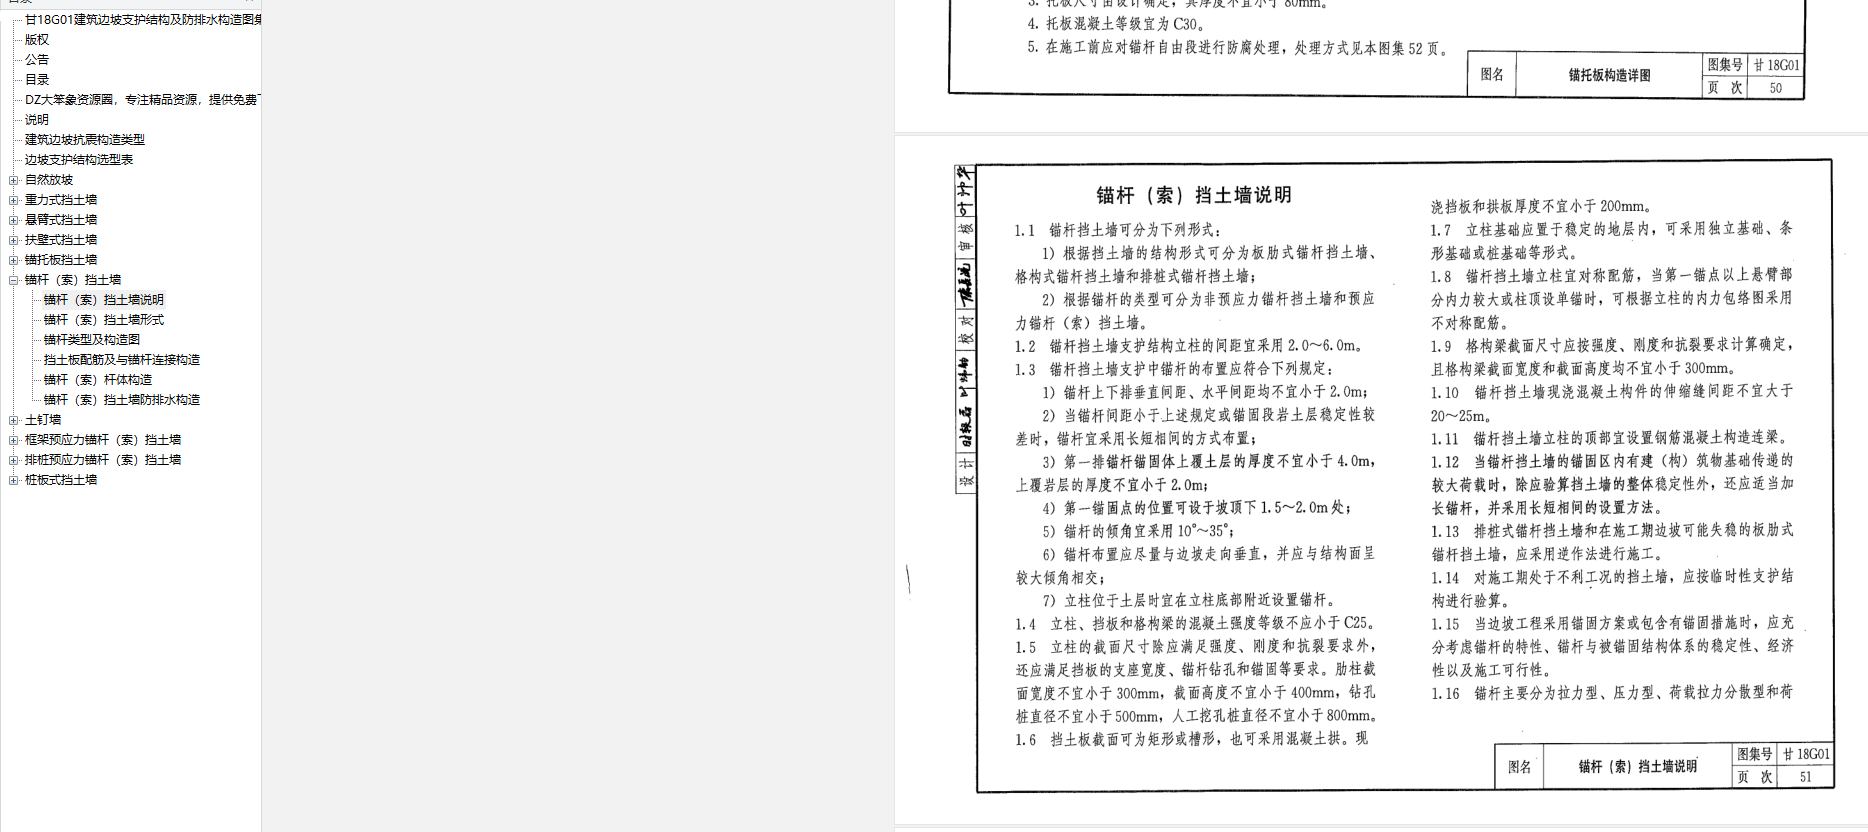 甘18G01建筑边坡支护结构及防排水构造图集
版权
公告
目录
DZ大笨象资源圈，专注精品资源，提供免费下
说明
建筑边坡抗震构造类型
边坡支护结构选型表
自然放坡
重力式挡土墙
悬臂式挡土墙
扶壁式挡土墙
锚托板挡土墙
锚杆（索）挡土墙
锚杆（索）挡土墙说明
锚杆（索）挡土墙形式
锚杆类型及构造图
挡土板配筋及与锚杆连接构造
锚杆（索）杆体构造
锚杆（索）挡土墙防排水构造
土钉墙
框架预应力锚杆（索）挡土墙
排桩预应力锚杆（索）挡土墙
桩板式挡土墙
3. 托板尺寸由设计确定，其厚度不宜小于 80mm。
4. 托板混凝土等级宜为 C30。
5. 在施工前应对锚杆自由段进行防腐处理，处理方式见本图集 52 页。
图名
锚托板构造详图
图集号
甘 18G01
页 次
50
审核
校对
设计
锚杆（索）挡土墙说明
1.1 锚杆挡土墙可分为下列形式：
1）根据挡土墙的结构形式可分为板肋式锚杆挡土墙、
格构式锚杆挡土墙和排桩式锚杆挡土墙；
2）根据锚杆的类型可分为非预应力锚杆挡土墙和预应
力锚杆（索）挡土墙。
1.2 锚杆挡土墙支护结构立柱的间距宜采用 2.0～6.0m。
1.3 锚杆挡土墙支护中锚杆的布置应符合下列规定：
1）锚杆上下排垂直间距、水平间距均不宜小于 2.0m；
2）当锚杆间距小于上述规定或锚固段岩土层稳定性较
差时，锚杆宜采用长短相间的方式布置；
3）第一排锚杆锚固体上覆土层的厚度不宜小于 4.0m，
上覆岩层的厚度不宜小于 2.0m；
4）第一锚固点的位置可设于坡顶下 1.5～2.0m 处；
5）锚杆的倾角宜采用 10°～35°；
6）锚杆布置应尽量与边坡走向垂直，并应与结构面呈
较大倾角相交；
7）立柱位于土层时宜在立柱底部附近设置锚杆。
1.4 立柱、挡板和格构梁的混凝土强度等级不应小于 C25。
1.5 立柱的截面尺寸除应满足强度、刚度和抗裂要求外，
还应满足挡板的支座宽度、锚杆钻孔和锚固等要求。肋柱截
面宽度不宜小于 300mm，截面高度不宜小于 400mm，钻孔
桩直径不宜小于 500mm，人工挖孔桩直径不宜小于 800mm。
1.6 挡土板截面可为矩形或槽形，也可采用混凝土拱。现
浇挡板和拱板厚度不宜小于 200mm。
1.7 立柱基础应置于稳定的地层内，可采用独立基础、条
形基础或桩基础等形式。
1.8 锚杆挡土墙立柱宜对称配筋，当第一锚点以上悬臂部
分内力较大或柱顶设单锚时，可根据立柱的内力包络图采用
不对称配筋。
1.9 格构梁截面尺寸应按强度、刚度和抗裂要求计算确定，
且格构梁截面宽度和截面高度均不宜小于 300mm。
1.10 锚杆挡土墙现浇混凝土构件的伸缩缝间距不宜大于
20～25m。
1.11 锚杆挡土墙立柱的顶部宜设置钢筋混凝土构造连梁。
1.12 当锚杆挡土墙的锚固区内有建（构）筑物基础传递的
较大荷载时，除应验算挡土墙的整体稳定性外，还应适当加
长锚杆，并采用长短相间的设置方法。
1.13 排桩式锚杆挡土墙和在施工期边坡可能失稳的板肋式
锚杆挡土墙，应采用逆作法进行施工。
1.14 对施工期处于不利工况的挡土墙，应按临时性支护结
构进行验算。
1.15 当边坡工程采用锚固方案或包含有锚固措施时，应充
分考虑锚杆的特性、锚杆与被锚固结构体系的稳定性、经济
性以及施工可行性。
1.16 锚杆主要分为拉力型、压力型、荷载拉力分散型和荷
图名
锚杆（索）挡土墙说明
图集号
甘 18G01
页 次
51